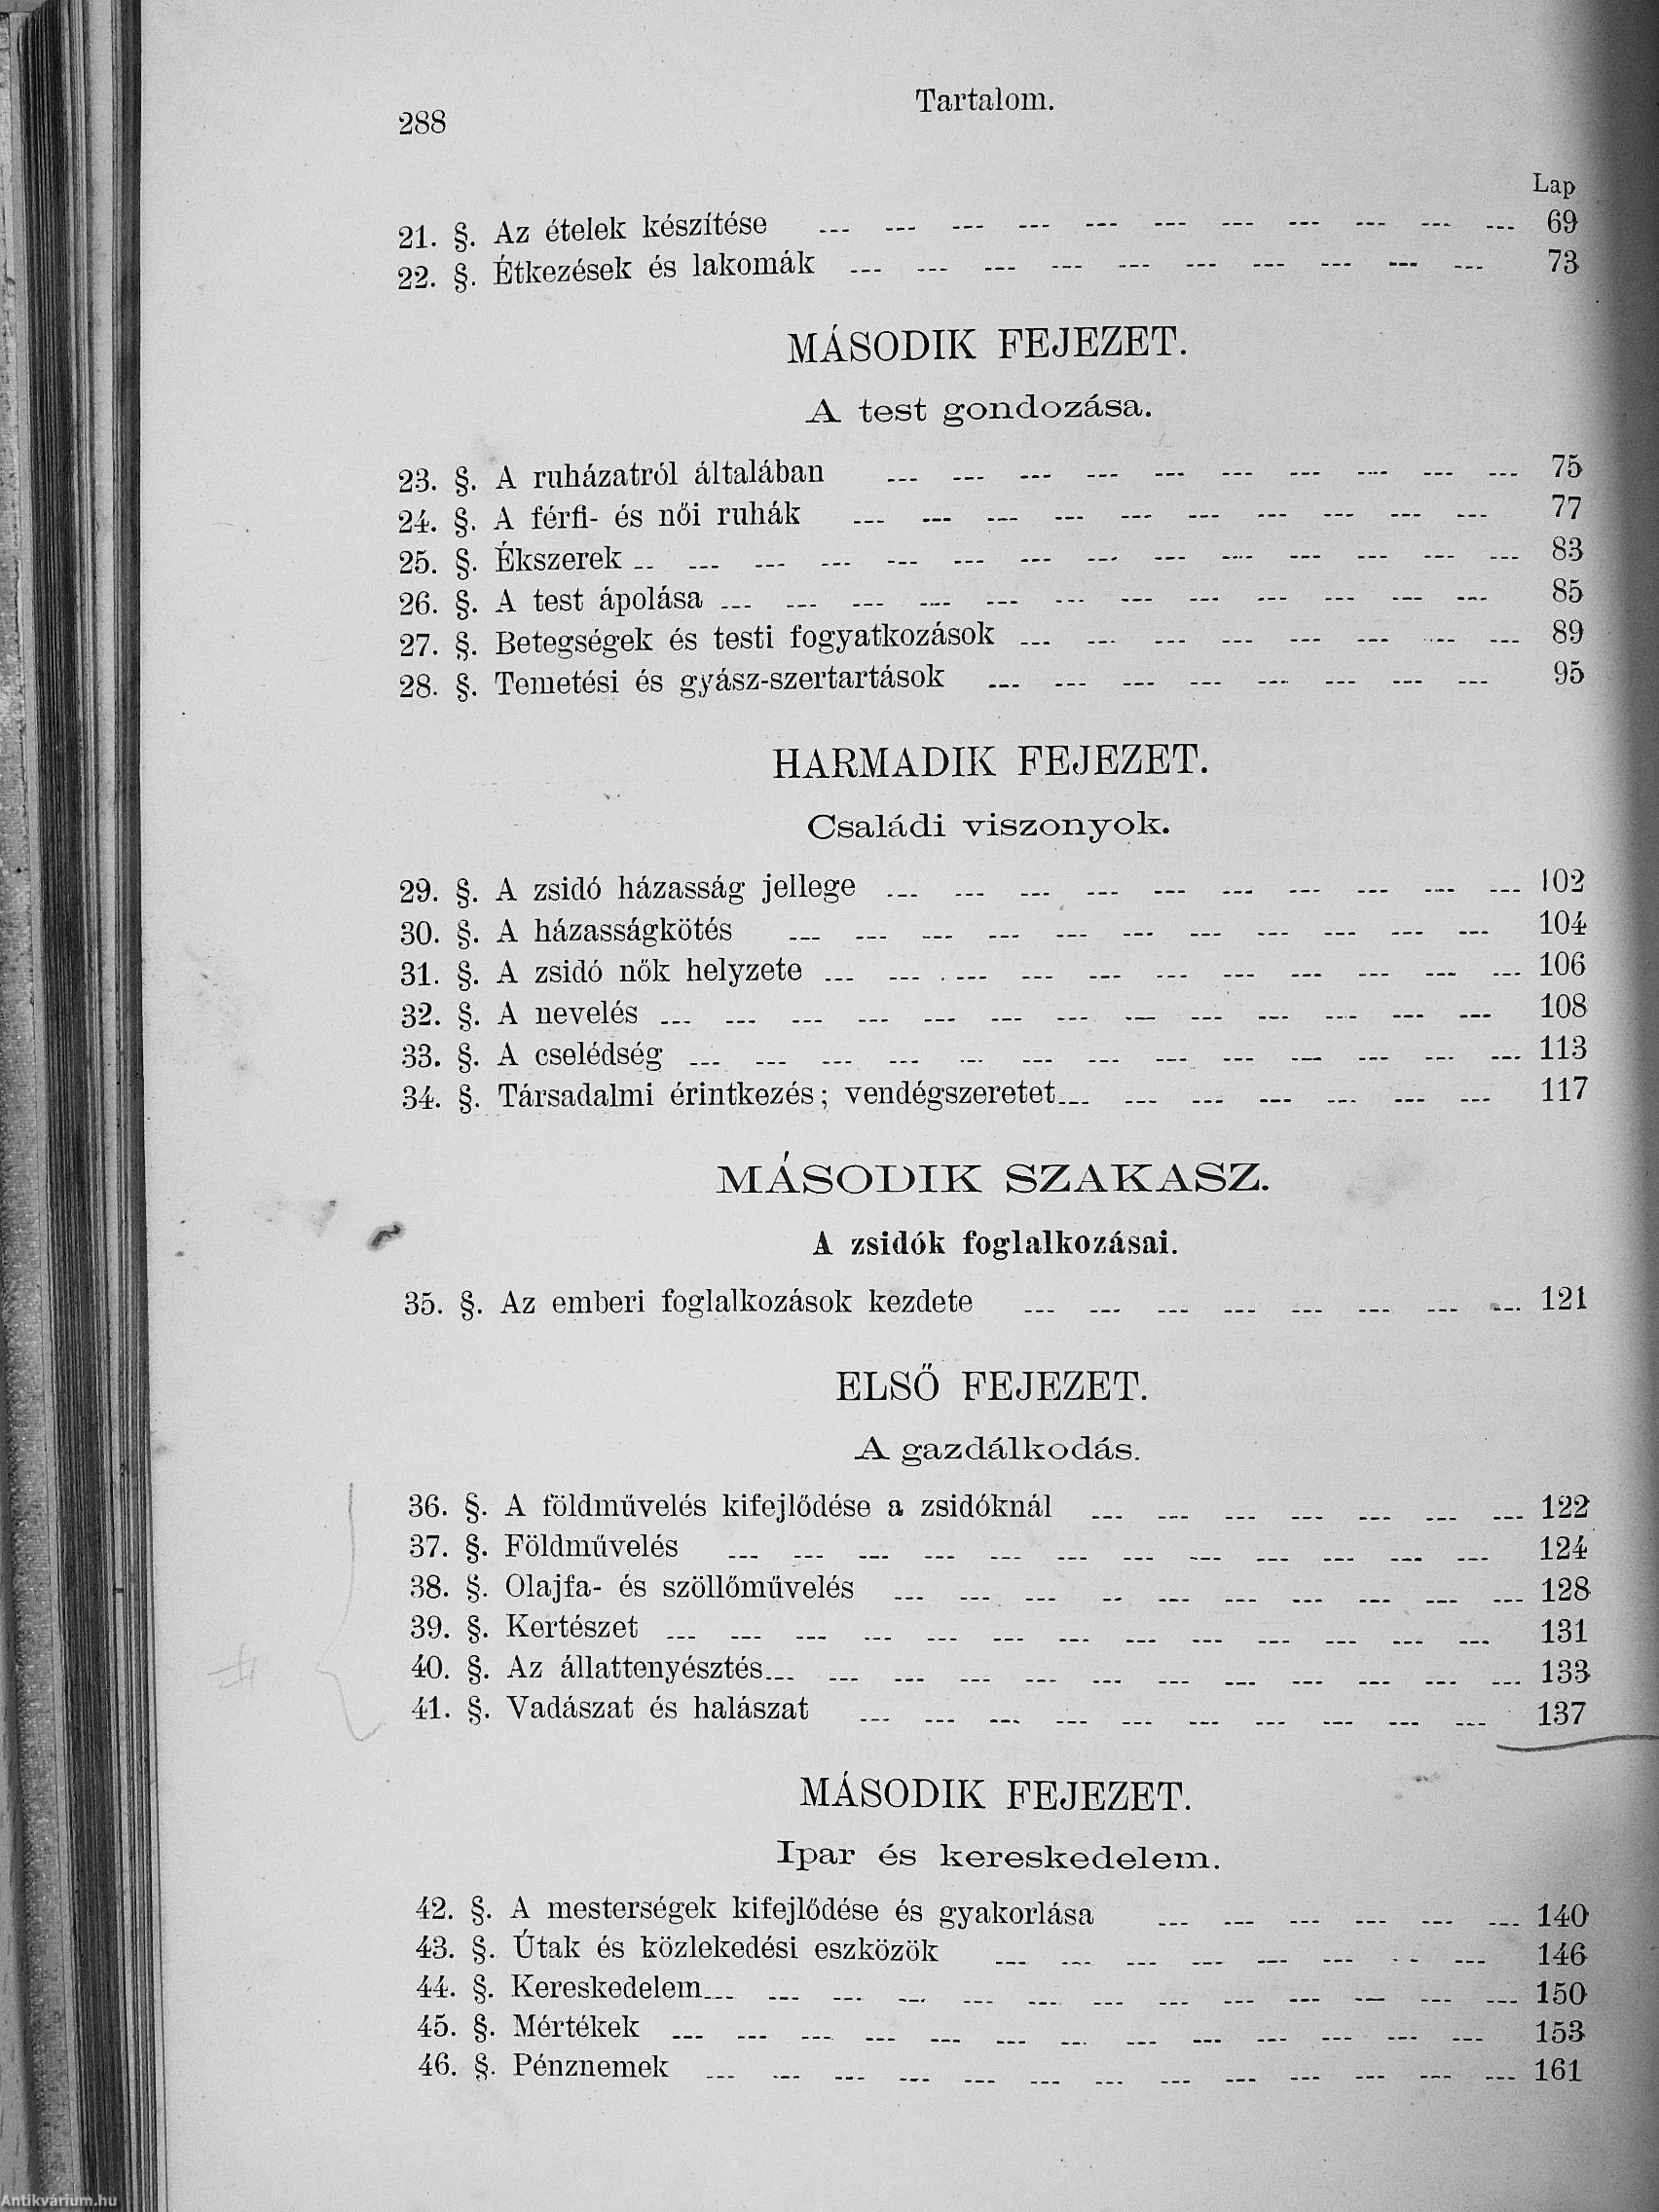 288
Tartalom.
Lap
21. §. Az ételek készítése --- --- --- --- --- --- --- --- --- --- --- 69
22. §. Étkezések és lakomák --- --- --- --- --- --- --- --- --- --- 73
MÁSODIK FEJEZET.
A test gondozása.
23. §. A ruházatról általában --- --- --- --- --- --- --- --- --- --- 75
24. §. A férfi- és női ruhák --- --- --- --- --- --- --- --- --- --- 77
25. §. Ékszerek -- --- --- --- --- --- --- --- --- --- --- --- --- --- 83
26. §. A test ápolása --- --- --- --- --- --- --- --- --- --- --- --- 85
27. §. Betegségek és testi fogyatkozások --- --- --- --- --- --- --- --- 89
28. §. Temetési és gyász-szertartások --- --- --- --- --- --- --- --- 95
HARMADIK FEJEZET.
Családi viszonyok.
29. §. A zsidó házasság jellege --- --- --- --- --- --- --- --- --- --- 102
30. §. A házasságkötés --- --- --- --- --- --- --- --- --- --- --- 104
31. §. A zsidó nők helyzete --- --- --- --- --- --- --- --- --- --- --- 106
32. §. A nevelés --- --- --- --- --- --- --- --- --- --- --- --- --- 108
33. §. A cselédség --- --- --- --- --- --- --- --- --- --- --- --- --- 113
34. §. Társadalmi érintkezés; vendégszeretet --- --- --- --- --- --- --- 117
MÁSODIK SZAKASZ.
A zsidók foglalkozásai.
35. §. Az emberi foglalkozások kezdete --- --- --- --- --- --- --- --- 121
ELSŐ FEJEZET.
A gazdálkodás.
36. §. A földművelés kifejlődése a zsidóknál --- --- --- --- --- --- --- 122
37. §. Földművelés --- --- --- --- --- --- --- --- --- --- --- --- 124
38. §. Olajfa- és szöllőművelés --- --- --- --- --- --- --- --- --- --- 128
39. §. Kertészet --- --- --- --- --- --- --- --- --- --- --- --- --- 131
40. §. Az állattenyésztés --- --- --- --- --- --- --- --- --- --- --- --- 133
41. §. Vadászat és halászat --- --- --- --- --- --- --- --- --- --- 137
MÁSODIK FEJEZET.
Ipar és kereskedelem.
42. §. A mesterségek kifejlődése és gyakorlása --- --- --- --- --- --- 140
43. §. Útak és közlekedési eszközök --- --- --- --- --- --- --- --- 146
44. §. Kereskedelem --- --- --- --- --- --- --- --- --- --- --- --- --- 150
45. §. Mértékek --- --- --- --- --- --- --- --- --- --- --- --- --- 153
46. §. Pénznemek --- --- --- --- --- --- --- --- --- --- --- --- --- 161
Antikvárium.hu